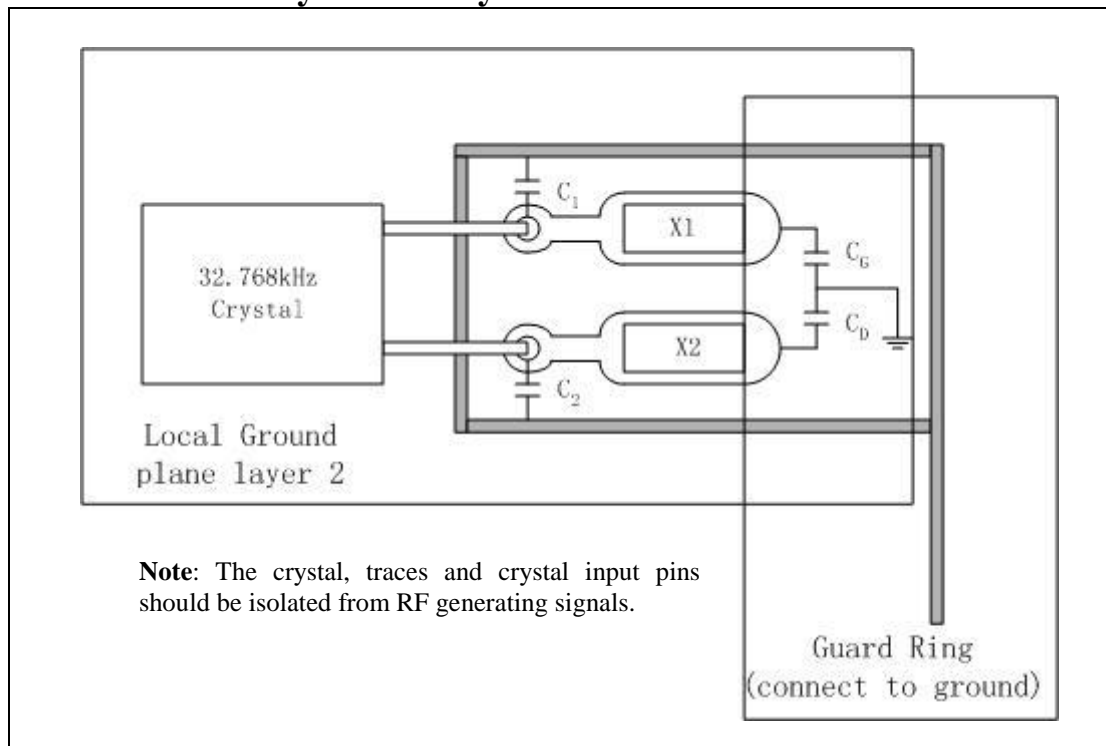 C1
X1
32.768kHz
Crystal
CG
CD
X2
C2
Local Ground
plane layer 2
Note: The crystal, traces and crystal input pins
should be isolated from RF generating signals.
Guard Ring
(connect to ground)